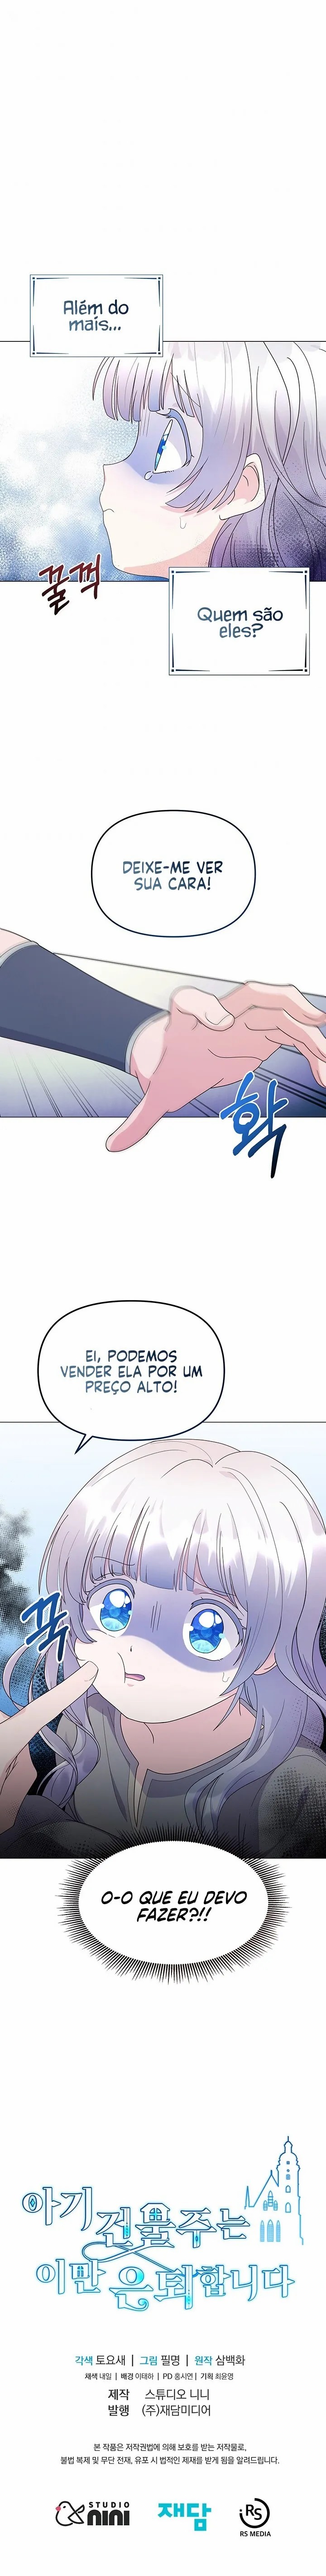 Além do
mais...
꿀꺽
Quem são
eles?
DEIXE-ME VER
SUA CARA!
확
EI, PODEMOS
VENDER ELA POR UM
PREÇO ALTO!
꾹
O-O QUE EU DEVO
FAZER?!!
아기 건물주는
이만 은퇴합니다
각색 토요새 | 그림 필명 | 원작 삼백화
채색 내일 | 배경 이태하 | PD 홍시연 | 기획 최윤영
제작 스튜디오 니니
발행 (주)재담미디어
본 작품은 저작권법에 의해 보호를 받는 저작물로,
불법 복제 및 무단 전재, 유포 시 법적인 제재를 받게 됨을 알려드립니다.
STUDIO
NINI
재담
RS
RS MEDIA